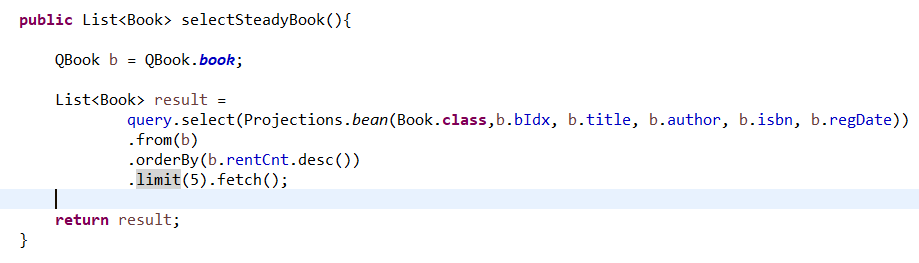 public List<Book> selectSteadyBook(){
QBook b = QBook.book;
List<Book> result =
query.select(Projections.bean(Book.class,b.bIdx, b.title, b.author, b.isbn, b.regDate))
.from(b)
.orderBy(b.rentCnt.desc())
.limit(5).fetch();
return result;
}